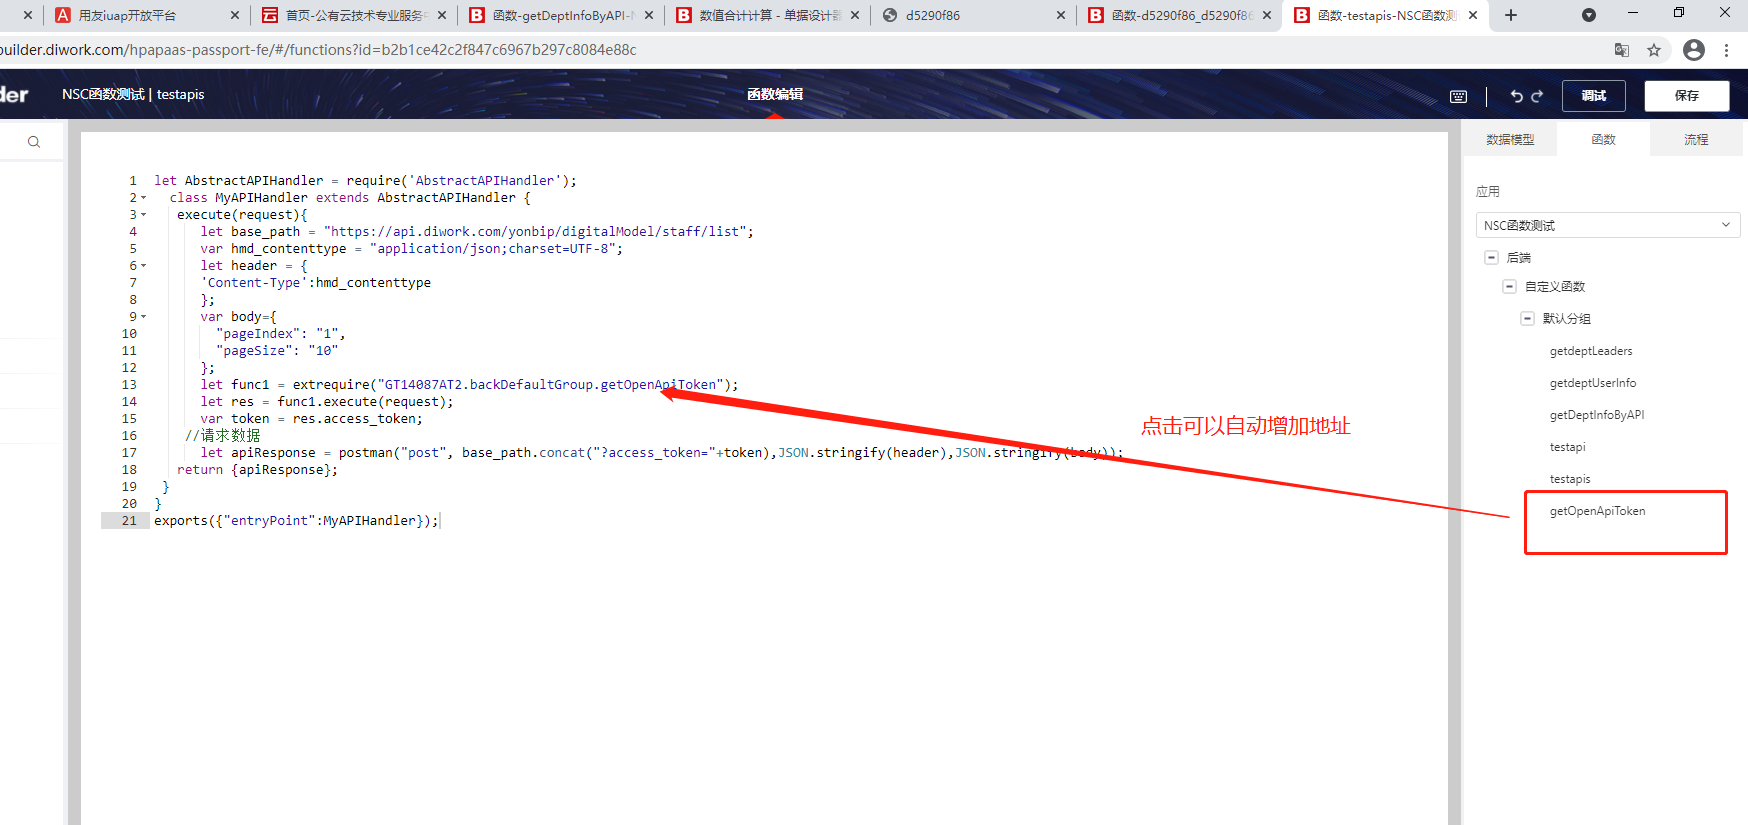 用友iuap开放平台
首页-公有云技术专业服务
函数-getDeptInfoByAPI-N
数值合计计算 - 单据设计器
d5290f86
函数-d5290f86_d5290f86
函数-testapis-NSC函数测
builder.diwork.com/hpapaas-passport-fe/#/functions?id=b2b1ce42c2f847c6967b297c8084e88c
der
NSC函数测试 | testapis
函数编辑
调试
保存
数据模型
函数
流程
应用
NSC函数测试
后端
自定义函数
默认分组
getdeptLeaders
getdeptUserInfo
getDeptInfoByAPI
testapi
testapis
getOpenApiToken
1 let AbstractAPIHandler = require('AbstractAPIHandler');
2 class MyAPIHandler extends AbstractAPIHandler {
3 execute(request){
4 let base_path = "https://api.diwork.com/yonbip/digitalModel/staff/list";
5 var hmd_contenttype = "application/json;charset=UTF-8";
6 let header = {
7 'Content-Type':hmd_contenttype
8 };
9 var body={
10 "pageIndex": "1",
11 "pageSize": "10"
12 };
13 let func1 = extrequire("GT14087AT2.backDefaultGroup.getOpenApiToken");
14 let res = func1.execute(request);
15 var token = res.access_token;
16 //请求数据
17 let apiResponse = postman("post", base_path.concat("?access_token="+token),JSON.stringify(header),JSON.stringify(body));
18 return {apiResponse};
19 }
20 }
21 exports({"entryPoint":MyAPIHandler});
点击可以自动增加地址